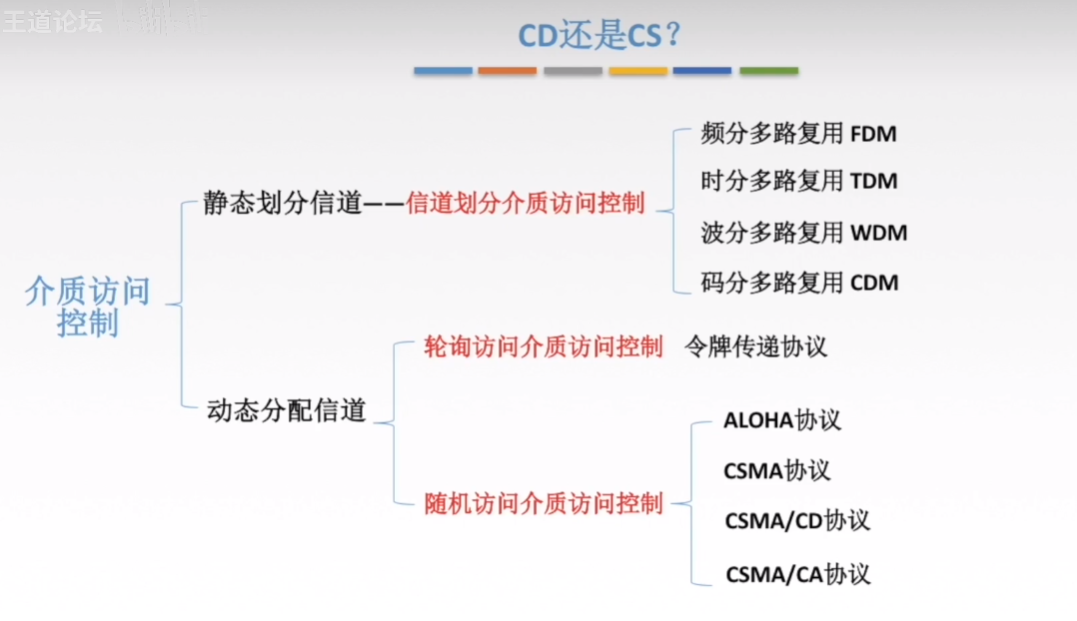 王道论坛
CD还是CS?
频分多路复用 FDM
时分多路复用 TDM
静态划分信道——信道划分介质访问控制
波分多路复用 WDM
码分多路复用 CDM
介质访问
控制
轮询访问介质访问控制 令牌传递协议
动态分配信道
ALOHA协议
CSMA协议
随机访问介质访问控制
CSMA/CD协议
CSMA/CA协议